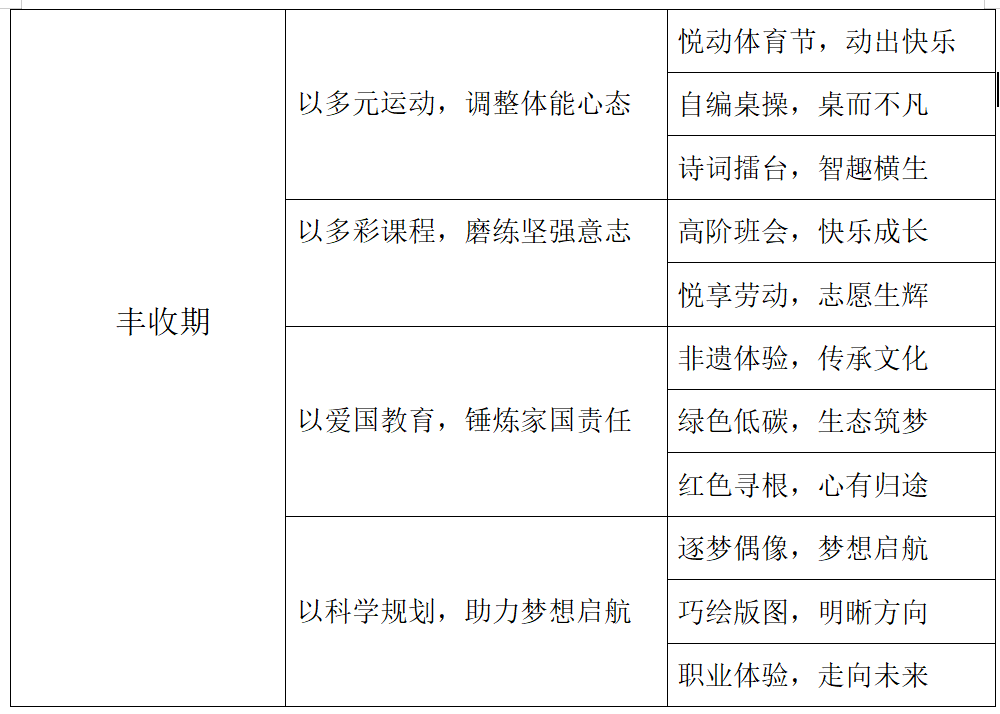 丰收期
以多元运动，调整体能心态
悦动体育节，动出快乐
自编桌操，桌而不凡
诗词擂台，智趣横生
以多彩课程，磨练坚强意志
高阶班会，快乐成长
悦享劳动，志愿生辉
以爱国教育，锤炼家国责任
非遗体验，传承文化
绿色低碳，生态筑梦
红色寻根，心有归途
以科学规划，助力梦想启航
逐梦偶像，梦想启航
巧绘版图，明晰方向
职业体验，走向未来